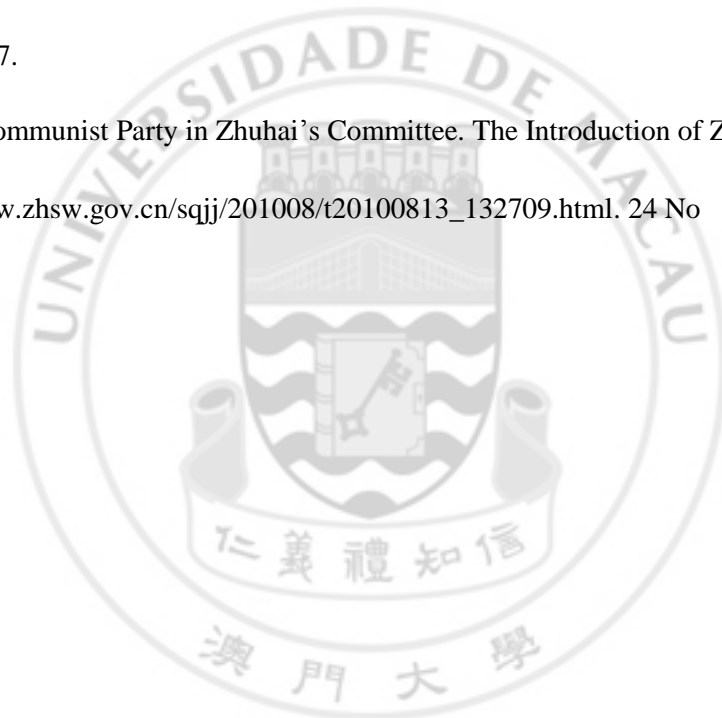 7.
UNIVERSIDADE DE MACAU
ommunist Party in Zhuhai’s Committee. The Introduction of Z
w.zhsw.gov.cn/sqjj/201008/t20100813_132709.html. 24 No
仁義禮知信
澳門大學